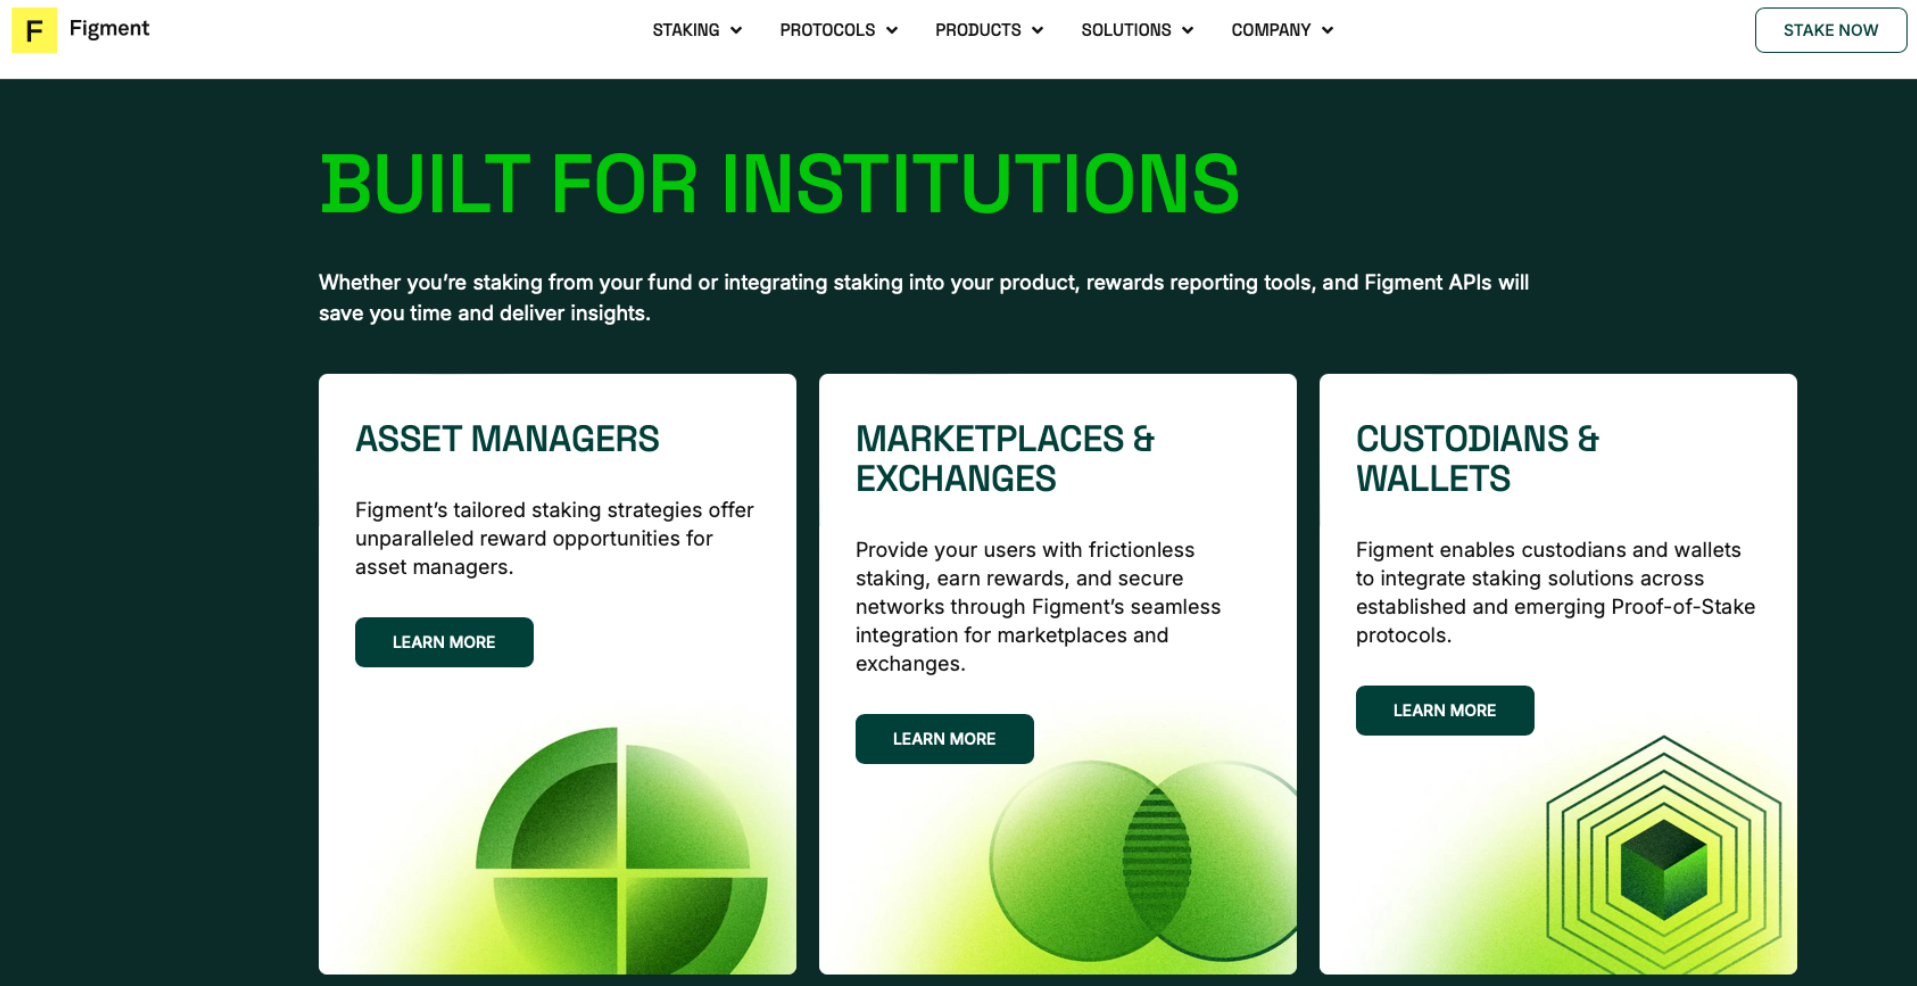 F Figment
STAKING PROTOCOLS PRODUCTS SOLUTIONS COMPANY
STAKE NOW
BUILT FOR INSTITUTIONS
Whether you’re staking from your fund or integrating staking into your product, rewards reporting tools, and Figment APIs will
save you time and deliver insights.
ASSET MANAGERS
Figment’s tailored staking strategies offer
unparalleled reward opportunities for
asset managers.
LEARN MORE
MARKETPLACES &
EXCHANGES
Provide your users with frictionless
staking, earn rewards, and secure
networks through Figment’s seamless
integration for marketplaces and
exchanges.
LEARN MORE
CUSTODIANS &
WALLETS
Figment enables custodians and wallets
to integrate staking solutions across
established and emerging Proof-of-Stake
protocols.
LEARN MORE